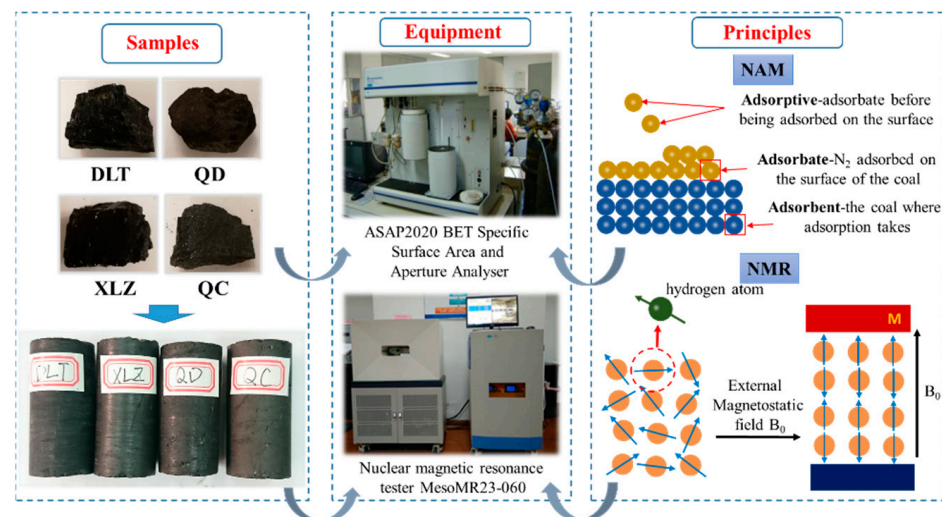 Samples
DLT
QD
XLZ
QC
DLT
XLZ
QD
QC
Equipment
ASAP2020 BET Specific
Surface Area and
Aperture Analyser
Nuclear magnetic resonance
tester MesoMR23-060
Principles
NAM
Adsorptive-adsorbate before
being adsorbed on the surface
Adsorbate-N₂ adsorbed on
the surface of the coal
Adsorbent-the coal where
adsorption takes
NMR
hydrogen atom
External
Magnetostatic
field B₀
M
B₀